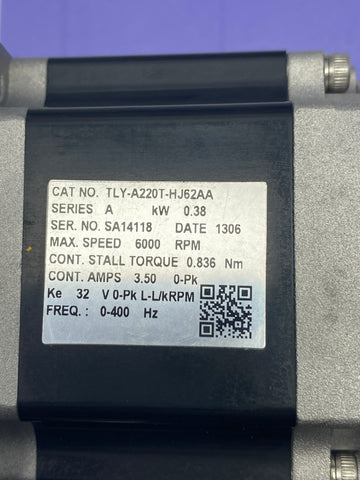 CAT NO. TLY-A220T-HJ62AA
SERIES A kW 0.38
SER. NO. SA14118 DATE 1306
MAX. SPEED 6000 RPM
CONT. STALL TORQUE 0.836 Nm
CONT. AMPS 3.50 0-Pk
Ke 32 V 0-Pk L-L/kRPM
FREQ. : 0-400 Hz